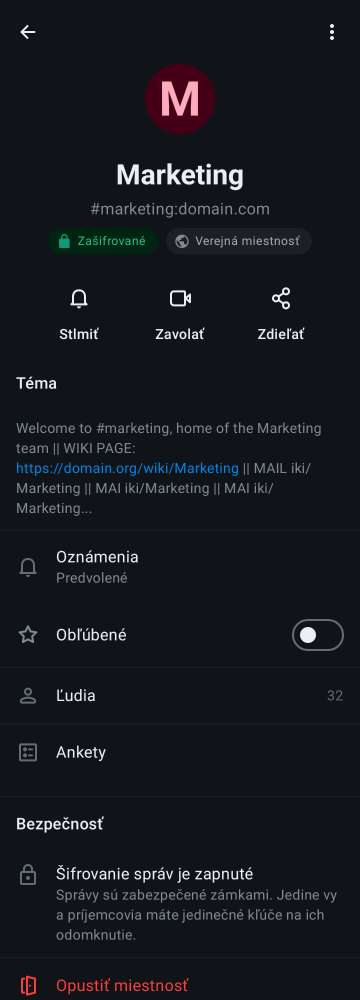 M
Marketing
#marketing:domain.com
Zašifrované
Verejná miestnosť
Stlmiť
Zavolať
Zdieľať
Téma
Welcome to #marketing, home of the Marketing
team || WIKI PAGE:
https://domain.org/wiki/Marketing || MAIL iki/
Marketing || MAI iki/Marketing || MAI iki/
Marketing...
Oznámenia
Predvolené
Obľúbené
Ľudia 32
Ankety
Bezpečnosť
Šifrovanie správ je zapnuté
Správy sú zabezpečené zámkami. Jedine vy
a príjemcovia máte jedinečné kľúče na ich
odomknutie.
Opustiť miestnosť